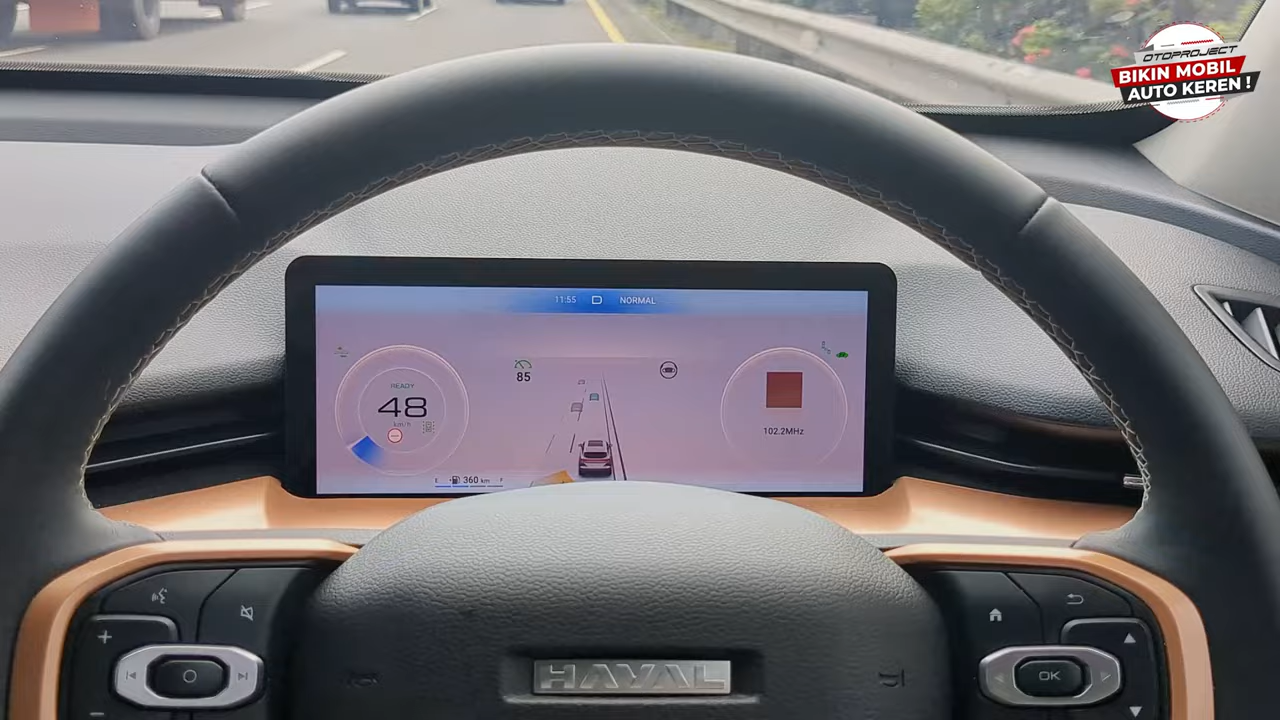 OTOPROJECT
BIKIN MOBIL
AUTO KEREN !
11:55 D NORMAL
READY
48
km/h
85
102.2MHz
E 360 km F
HAVAL
OK